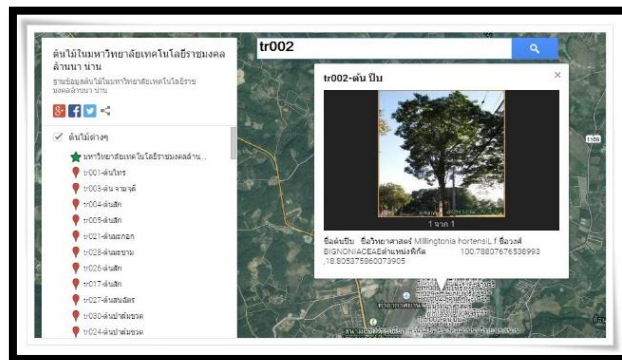 ต้นไม้ในมหาวิทยาลัยเทคโนโลยีราชมงคล
ล้านนา น่าน
ฐานข้อมูลต้นไม้ในมหาวิทยาลัยเทคโนโลยีราช
มงคลล้านนา น่าน
ต้นไม้ต่างๆ
มหาวิทยาลัยเทคโนโลยีราชมงคลล้าน...
tr001-ต้นไทร
tr003-ต้น จามจุรี
tr004-ต้นสัก
tr005-ต้นสัก
tr021-ต้นมะกอก
tr028-ต้นมะขาม
tr026-ต้นสัก
tr017-ต้นสัก
tr027-ต้นสนฉัตร
tr030-ต้นปาล์มขวด
tr024-ต้นปาล์มขวด
tr002
tr002-ต้น ปีบ
1 จาก 1
ชื่อต้นปีบ ชื่อวิทยาศาสตร์ Millingtonia hortensiL.f.ชื่อวงศ์
BIGNONIACEAEตำแหน่งพิกัด 100.78807676538993
,18.805375860073905